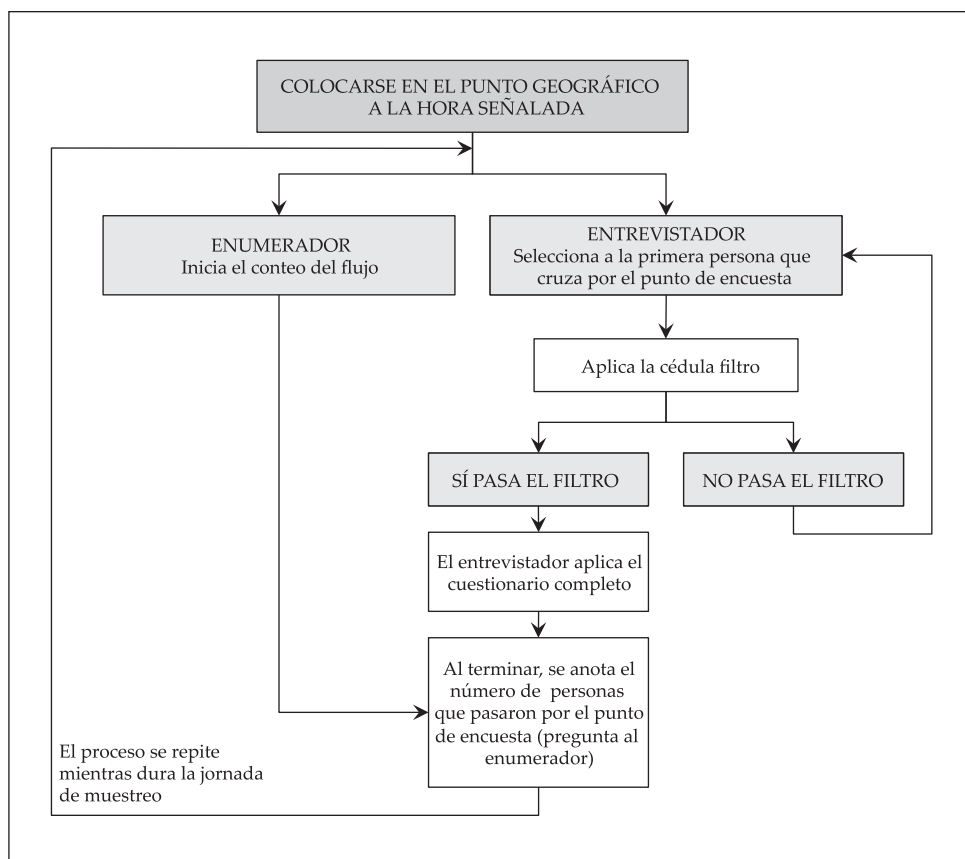 COLOCARSE EN EL PUNTO GEOGRÁFICO
A LA HORA SEÑALADA
ENUMERADOR
Inicia el conteo del flujo
ENTREVISTADOR
Selecciona a la primera persona que
cruza por el punto de encuesta
Aplica la cédula filtro
SÍ PASA EL FILTRO
NO PASA EL FILTRO
El entrevistador aplica el
cuestionario completo
Al terminar, se anota el
número de personas
que pasaron por el punto
de encuesta (pregunta al
enumerador)
El proceso se repite
mientras dura la jornada
de muestreo